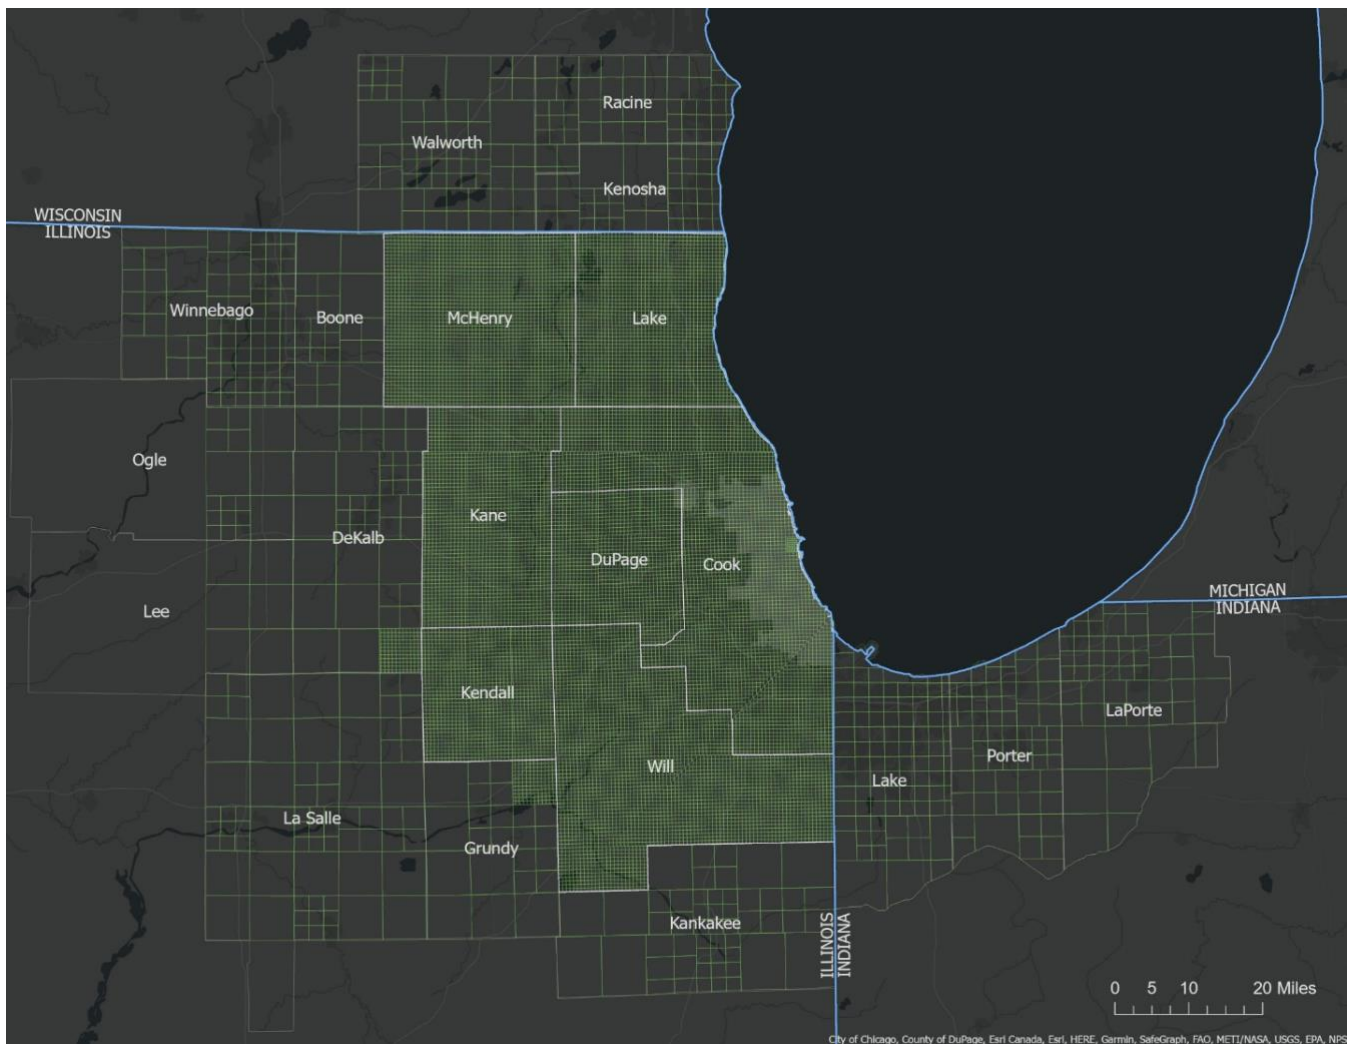 Racine
Walworth
Kenosha
WISCONSIN
ILLINOIS
Winnebago
Boone
McHenry
Lake
Ogle
Kane
DeKalb
DuPage
Cook
Lee
MICHIGAN
INDIANA
Kendall
LaPorte
Will
Porter
Lake
La Salle
Grundy
Kankakee
ILLINOIS
INDIANA
0 5 10 20 Miles
City of Chicago, County of DuPage, Esri Canada, Esri, HERE, Garmin, SafeGraph, FAO, METI/NASA, USGS, EPA, NPS